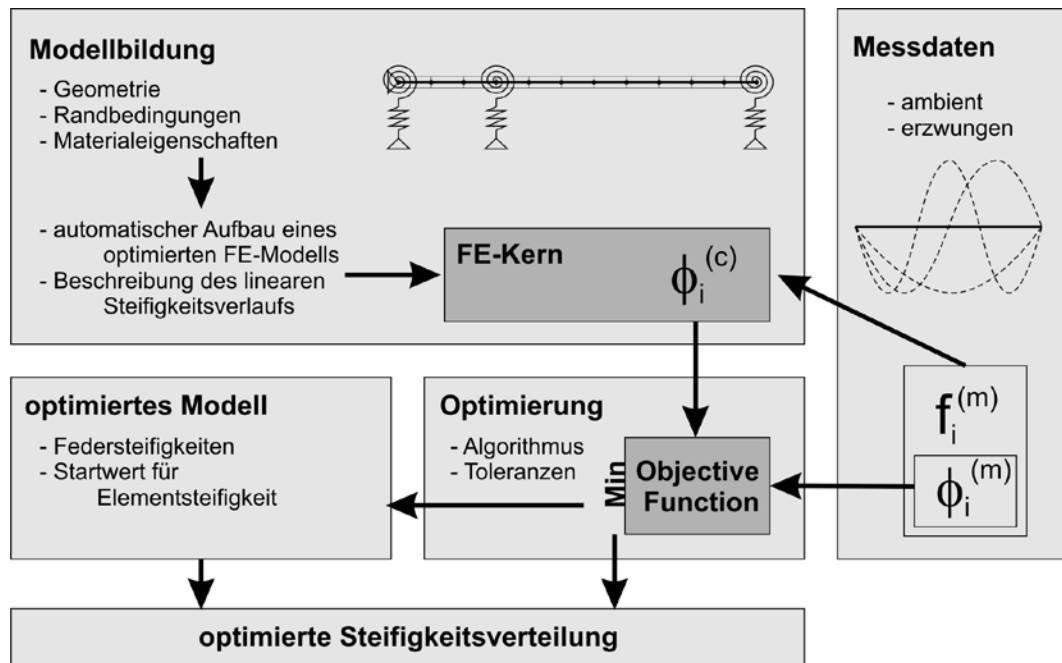 Modellbildung
- Geometrie
- Randbedingungen
- Materialeigenschaften
- automatischer Aufbau eines
optimierten FE-Modells
- Beschreibung des linearen
Steifigkeitsverlaufs
FE-Kern
ϕi(c)
Messdaten
- ambient
- erzwungen
fi(m)
ϕi(m)
optimiertes Modell
- Federsteifigkeiten
- Startwert für
Elementsteifigkeit
Optimierung
- Algorithmus
- Toleranzen
Min
Objective
Function
optimierte Steifigkeitsverteilung